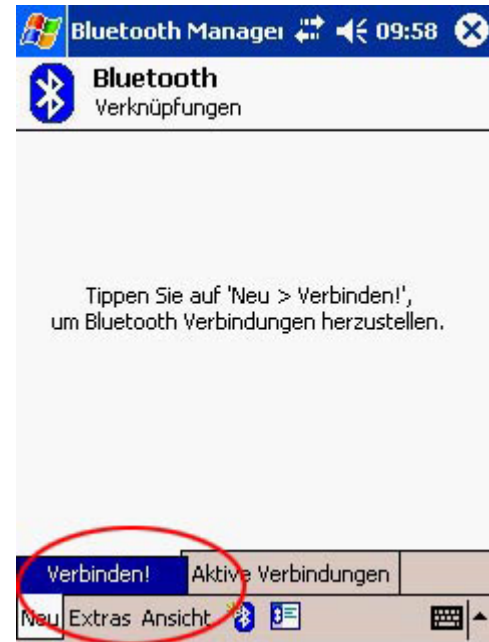 Bluetooth Manager 09:58
Bluetooth
Verknüpfungen
Tippen Sie auf 'Neu > Verbinden!',
um Bluetooth Verbindungen herzustellen.
Verbinden! Aktive Verbindungen
Neu Extras Ansicht